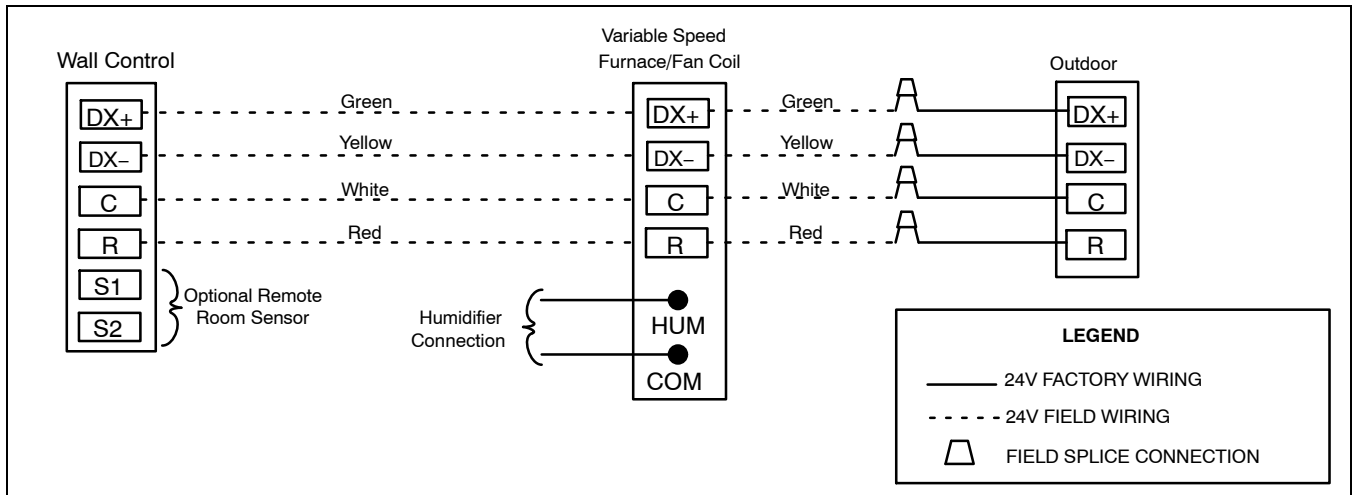 Wall Control
DX+
DX–
C
R
S1
S2
Optional Remote
Room Sensor
Green
Yellow
White
Red
Variable Speed
Furnace/Fan Coil
DX+
DX–
C
R
HUM
COM
Humidifier
Connection
Green
Yellow
White
Red
Outdoor
DX+
DX–
C
R
LEGEND
24V FACTORY WIRING
24V FIELD WIRING
FIELD SPLICE CONNECTION